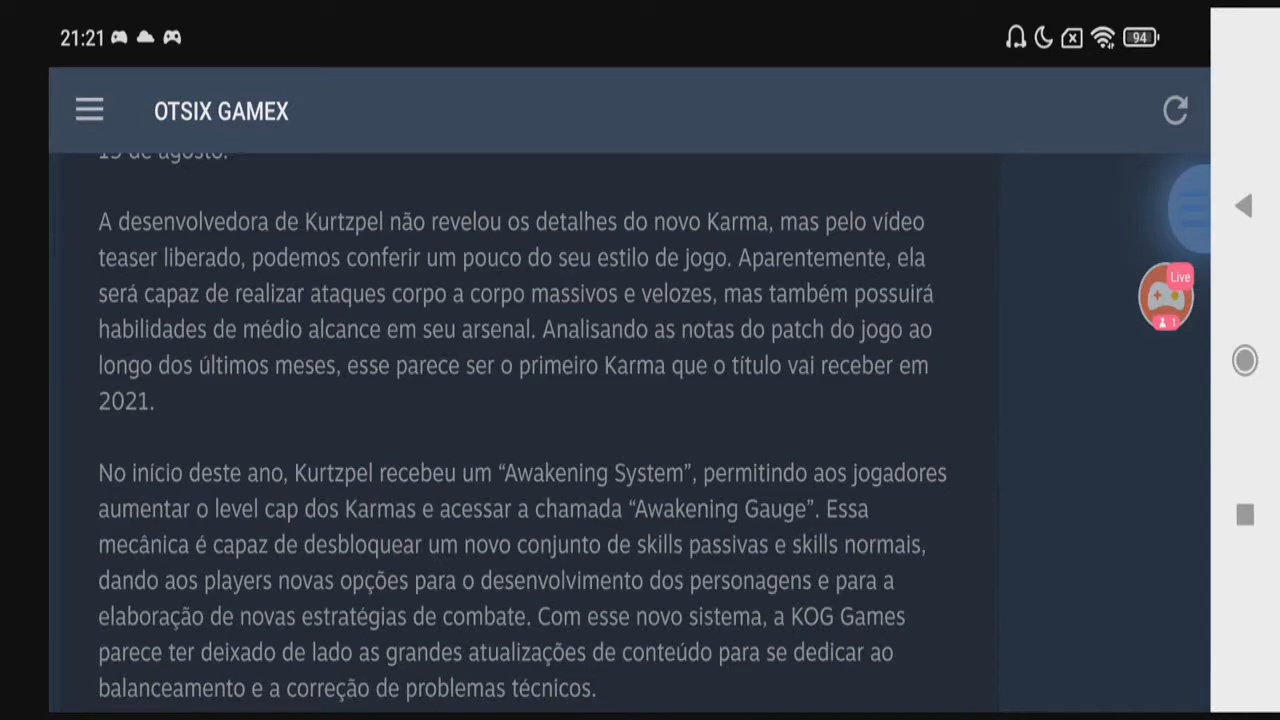 21:21
94
OTSIX GAMEX
15 de agosto.
A desenvolvedora de Kurtzpel não revelou os detalhes do novo Karma, mas pelo vídeo
teaser liberado, podemos conferir um pouco do seu estilo de jogo. Aparentemente, ela
será capaz de realizar ataques corpo a corpo massivos e velozes, mas também possuirá
habilidades de médio alcance em seu arsenal. Analisando as notas do patch do jogo ao
longo dos últimos meses, esse parece ser o primeiro Karma que o título vai receber em
2021.
Live
1
No início deste ano, Kurtzpel recebeu um “Awakening System”, permitindo aos jogadores
aumentar o level cap dos Karmas e acessar a chamada “Awakening Gauge”. Essa
mecânica é capaz de desbloquear um novo conjunto de skills passivas e skills normais,
dando aos players novas opções para o desenvolvimento dos personagens e para a
elaboração de novas estratégias de combate. Com esse novo sistema, a KOG Games
parece ter deixado de lado as grandes atualizações de conteúdo para se dedicar ao
balanceamento e a correção de problemas técnicos.